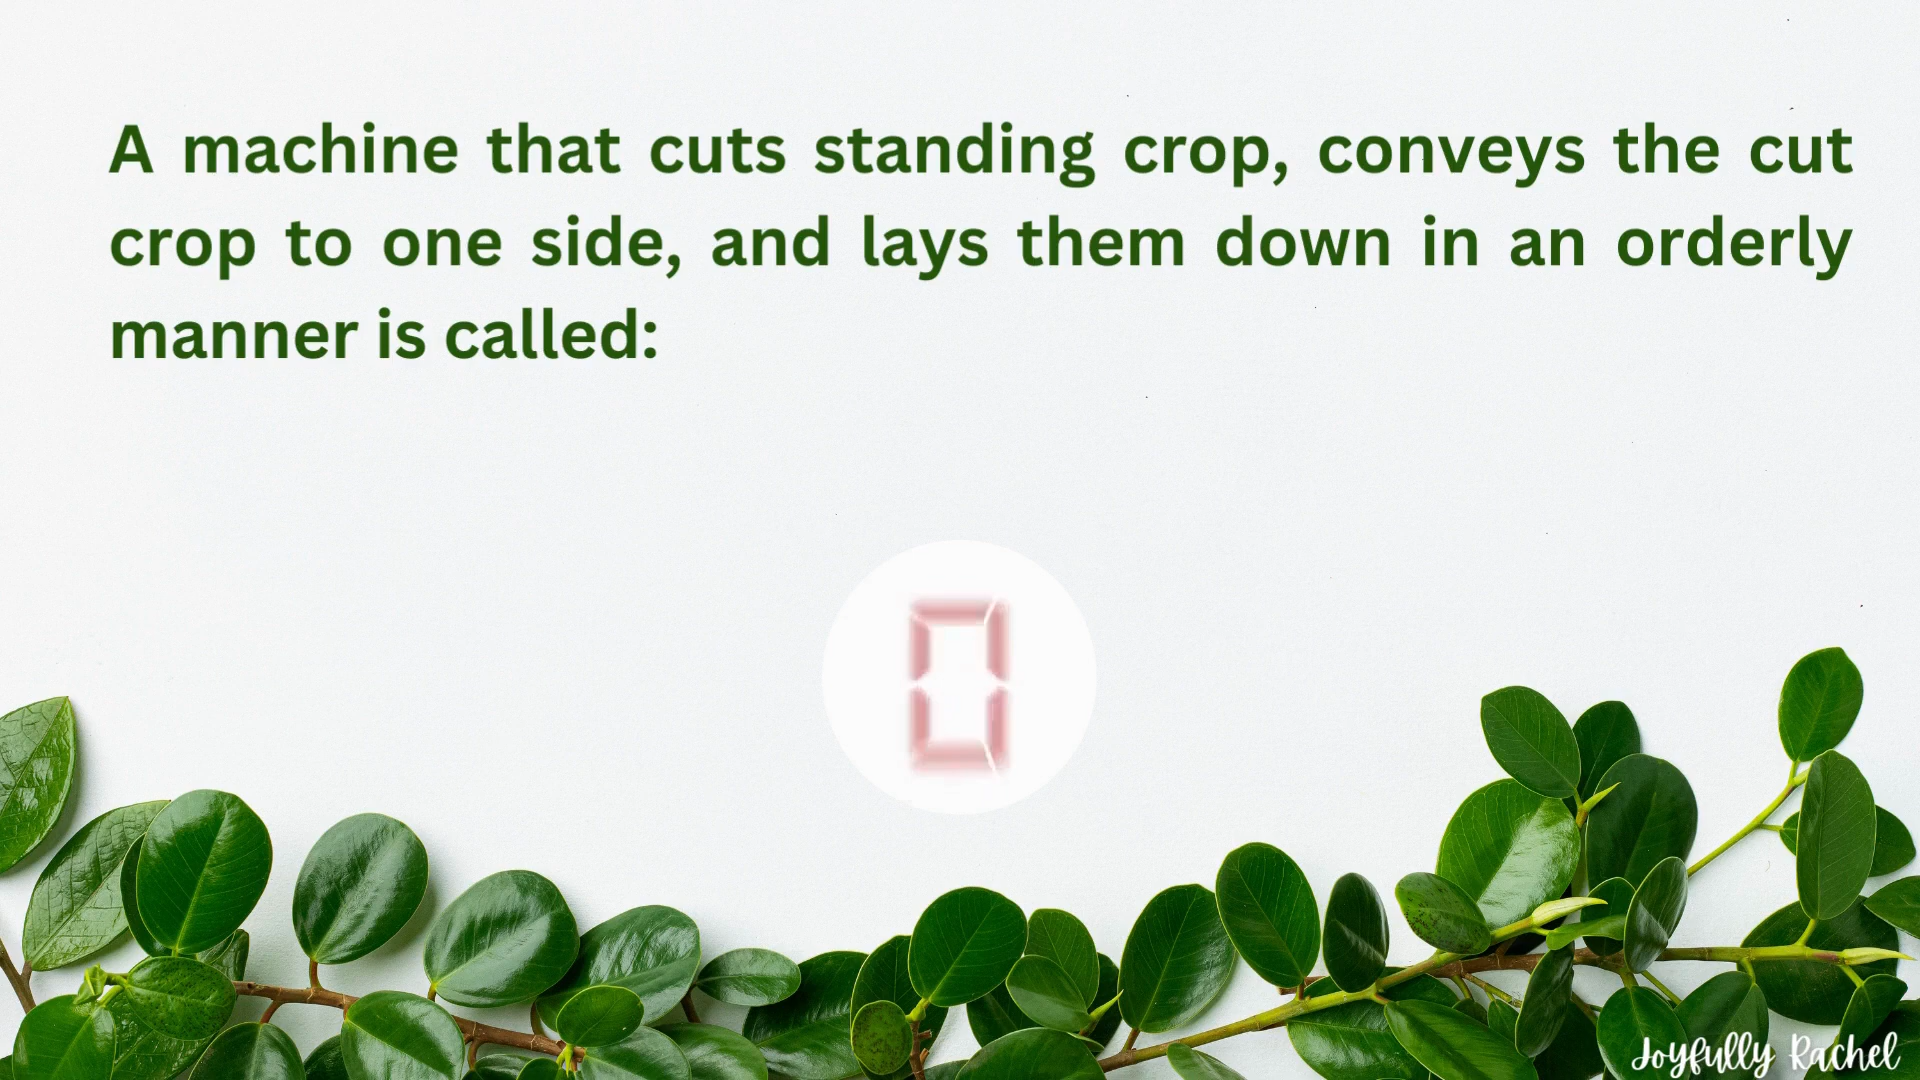 A machine that cuts standing crop, conveys the cut
crop to one side, and lays them down in an orderly
manner is called:
0
Joyfully Rachel